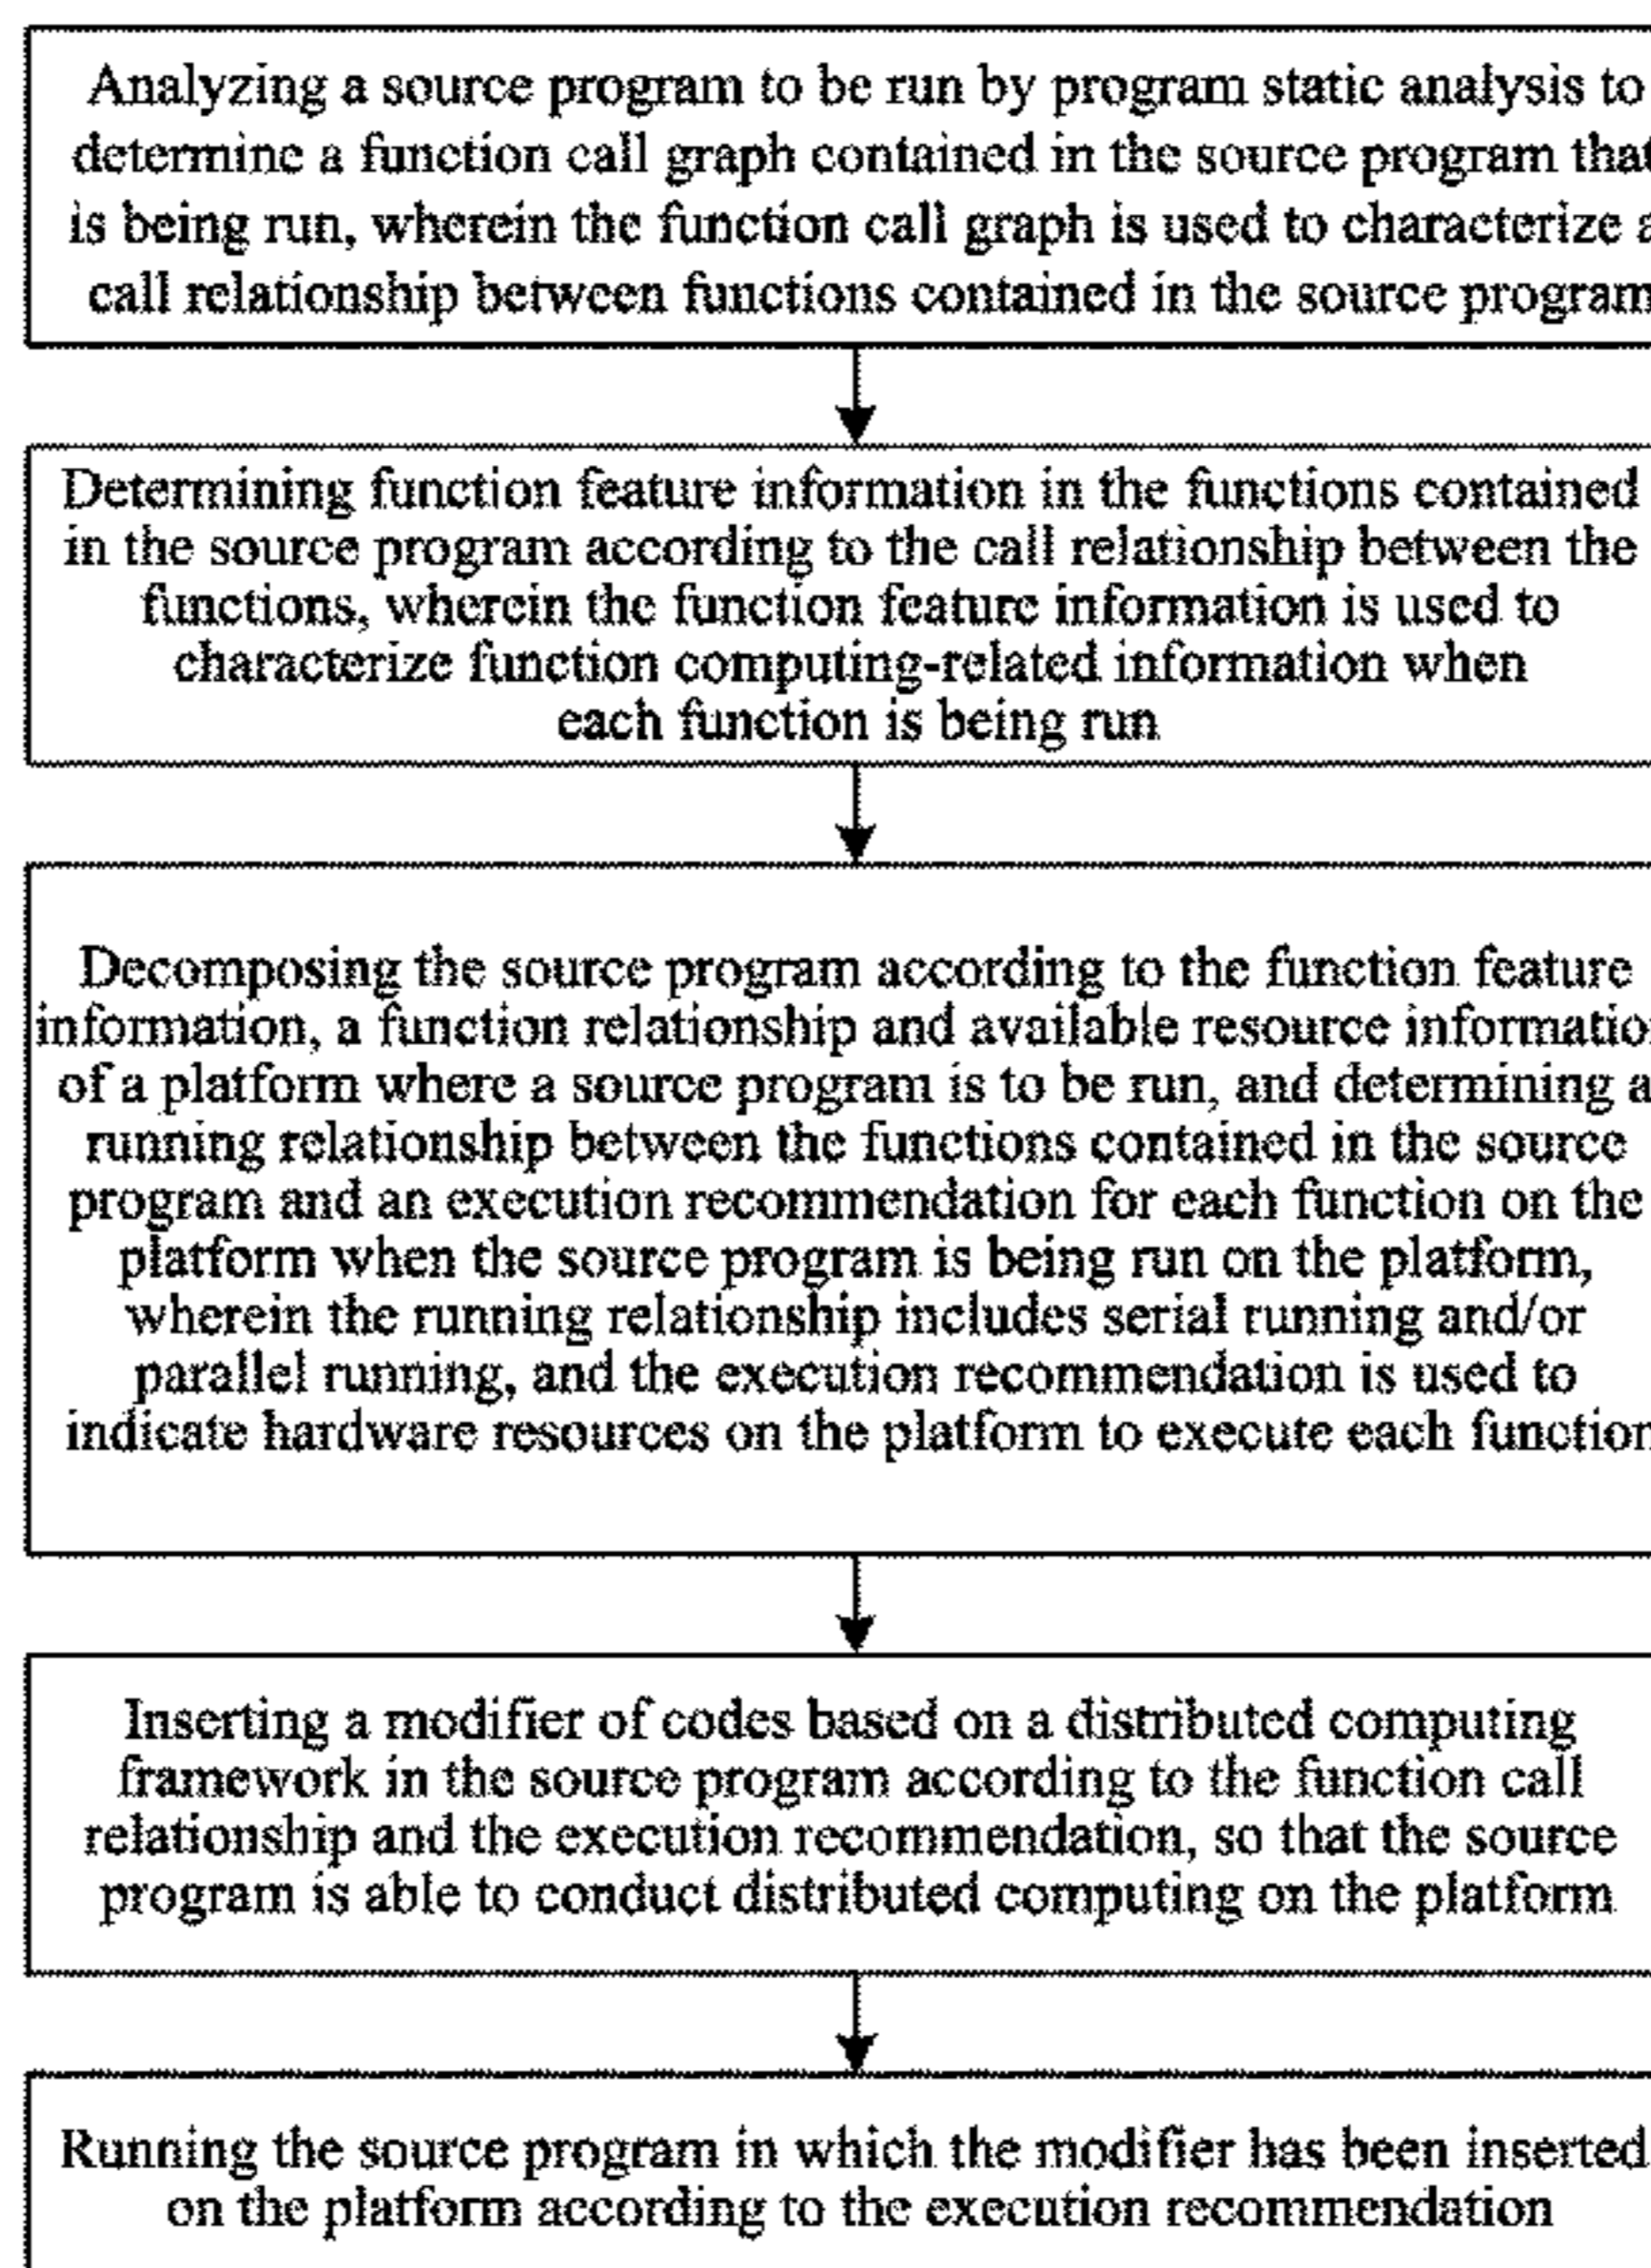 Analyzing a source program to be run by program static analysis to
determine a function call graph contained in the source program that
is being run, wherein the function call graph is used to characterize a
call relationship between functions contained in the source program
Determining function feature information in the functions contained
in the source program according to the call relationship between the
functions, wherein the function feature information is used to
characterize function computing-related information when
each function is being run
Decomposing the source program according to the function feature
information, a function relationship and available resource informatio
of a platform where a source program is to be run, and determining a
running relationship between the functions contained in the source
program and an execution recommendation for each function on the
platform when the source program is being run on the platform,
wherein the running relationship includes serial running and/or
parallel running, and the execution recommendation is used to
indicate hardware resources on the platform to execute each function
Inserting a modifier of codes based on a distributed computing
framework in the source program according to the function call
relationship and the execution recommendation, so that the source
program is able to conduct distributed computing on the platform
Running the source program in which the modifier has been inserted
on the platform according to the execution recommendation